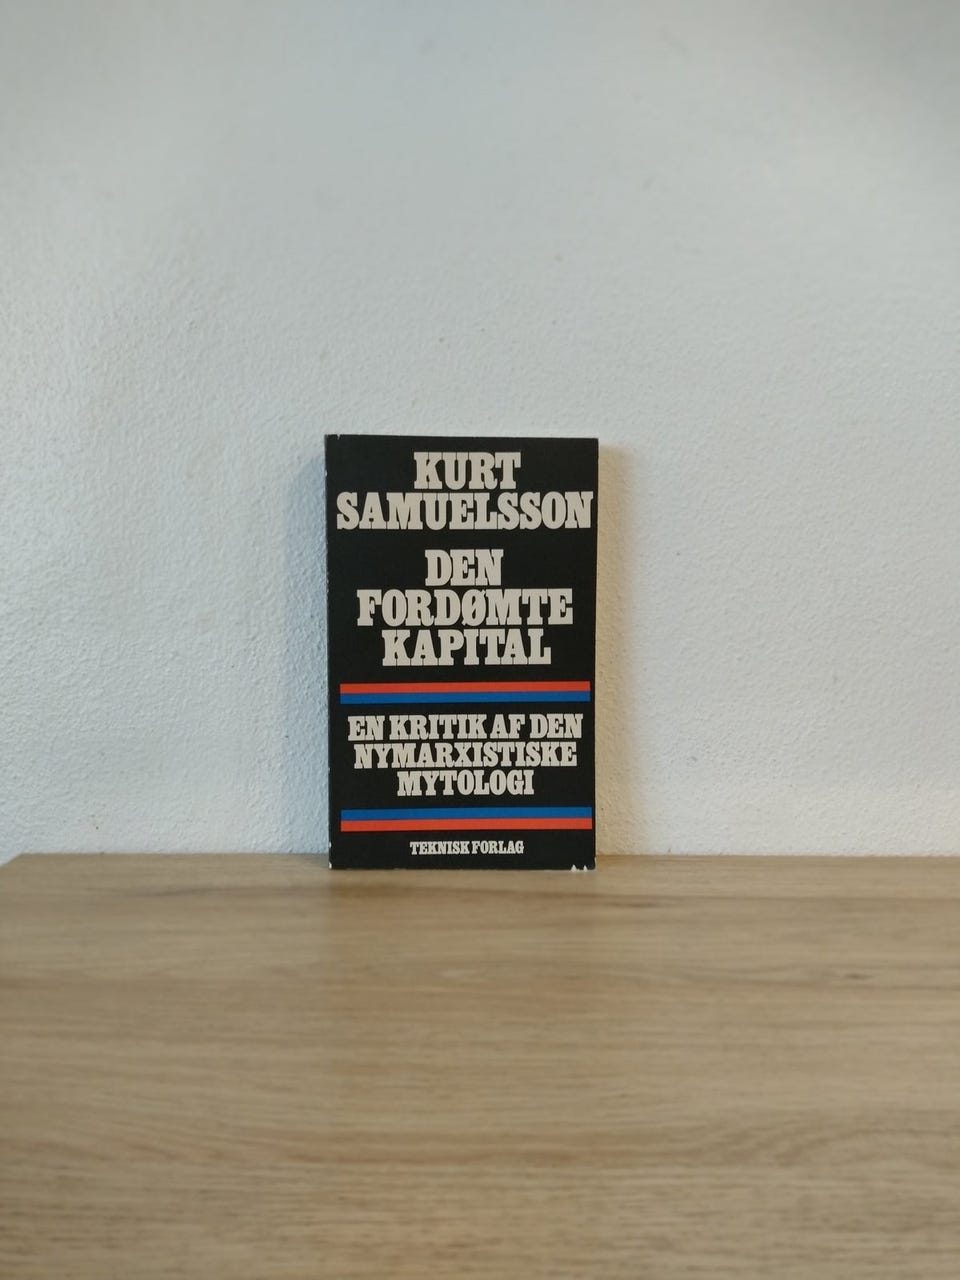 KURT
SAMUELSSON
DEN
FORDØMTE
KAPITAL
EN KRITIK AF DEN
NYMARXISTISKE
MYTOLOGI
TEKNISK FORLAG